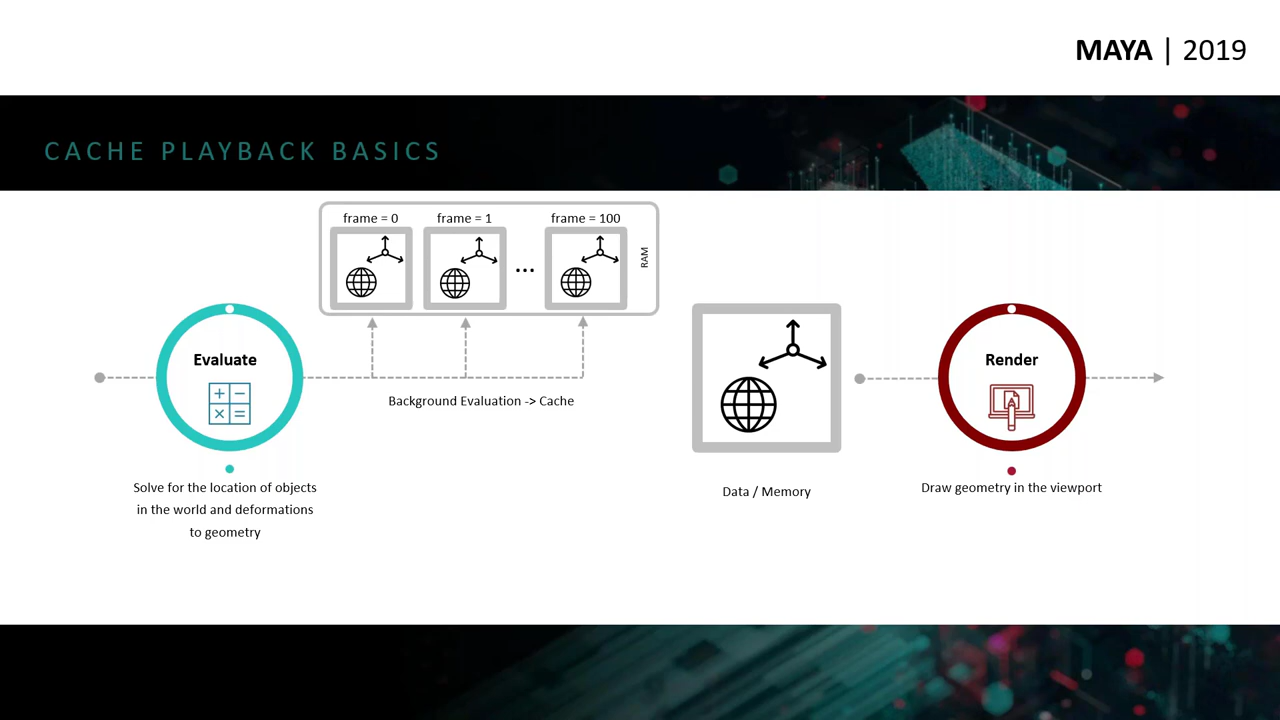 MAYA | 2019
CACHE PLAYBACK BASICS
frame = 0
frame = 1
frame = 100
...
RAM
Evaluate
Background Evaluation -> Cache
Solve for the location of objects
in the world and deformations
to geometry
Data / Memory
Render
Draw geometry in the viewport